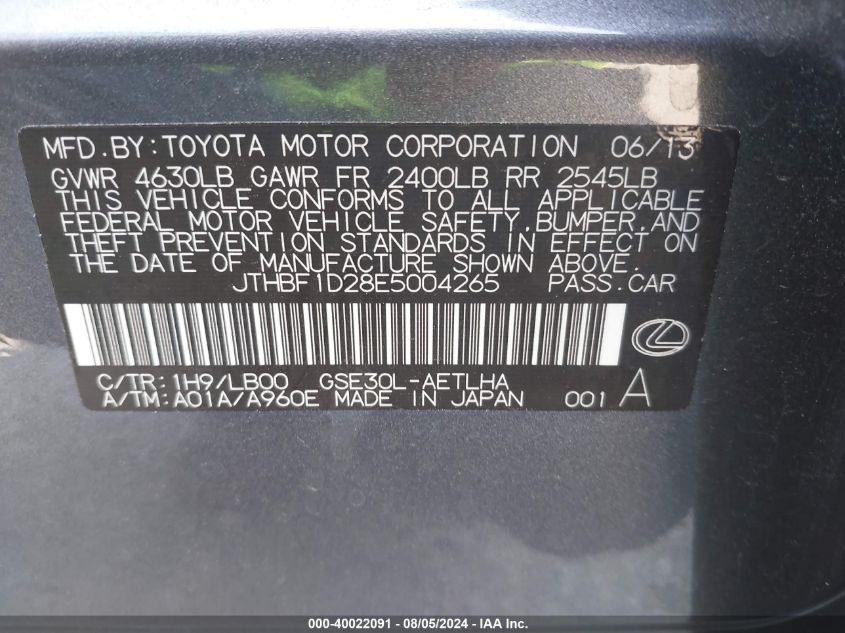 MFD.BY:TOYOTA MOTOR CORPORATION 06/13
GVWR 4630LB GAWR FR 2400LB RR 2545LB
THIS VEHICLE CONFORMS TO ALL APPLICABLE
FEDERAL MOTOR VEHICLE SAFETY,BUMPER,AND
THEFT PREVENTION STANDARDS IN EFFECT ON
THE DATE OF MANUFACTURE SHOWN ABOVE.
JTHBF1D28E5004265 PASS.CAR
C/TR:1H9/LB00 GSE30L-AETLHA
A/TM:A01A/A960E MADE IN JAPAN 001 A
000-40022091 - 08/05/2024 - IAA Inc.